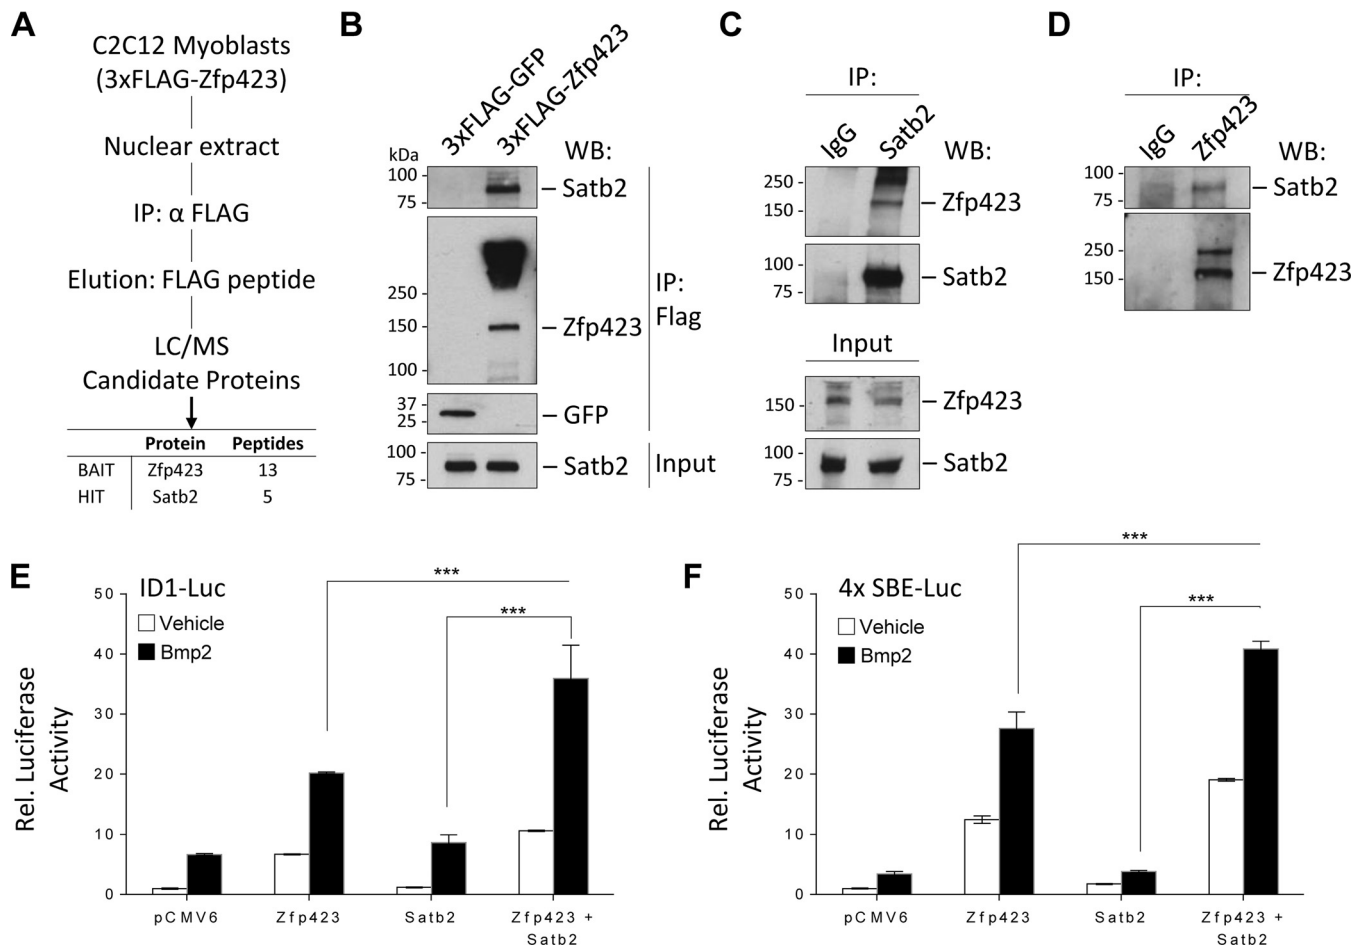 A
C2C12 Myoblasts
(3xFLAG-Zfp423)
Nuclear extract
IP: α FLAG
Elution: FLAG peptide
LC/MS
Candidate Proteins
Protein Peptides
BAIT Zfp423 13
HIT Satb2 5
B
3xFLAG-GFP
3xFLAG-Zfp423
kDa
WB:
100
75
Satb2
250
150
100
Zfp423
37
25
GFP
IP:
Flag
100
75
Satb2
Input
C
IP:
IgG
Satb2
WB:
250
150
Zfp423
100
75
Satb2
Input
150
Zfp423
100
75
Satb2
D
IP:
IgG
Zfp423
WB:
100
75
Satb2
250
150
Zfp423
E
ID1-Luc
Vehicle
Bmp2
***
***
Rel. Luciferase
Activity
50
40
30
20
10
0
pCMV6
Zfp423
Satb2
Zfp423 +
Satb2
F
4x SBE-Luc
Vehicle
Bmp2
***
***
Rel. Luciferase
Activity
50
40
30
20
10
0
pCMV6
Zfp423
Satb2
Zfp423 +
Satb2